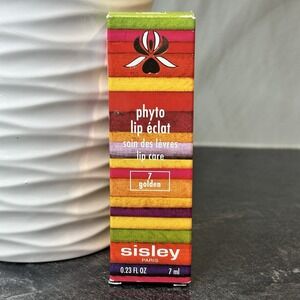 phyto
lip éclat
soin des lèvres
lip care
7
golden
sisley
PARIS
0.23 FL OZ 7 ml